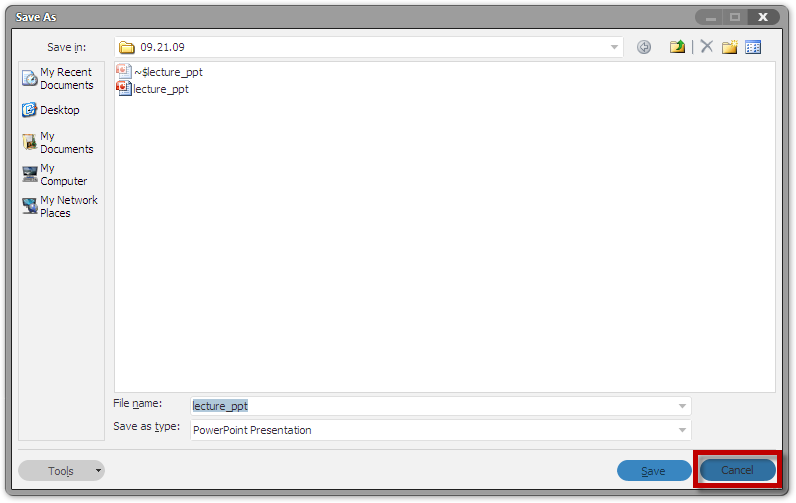 Save As
Save in:
09.21.09
My Recent
Documents
Desktop
My
Documents
My
Computer
My Network
Places
~$lecture_ppt
lecture_ppt
File name:
lecture_ppt
Save as type:
PowerPoint Presentation
Tools
Save
Cancel